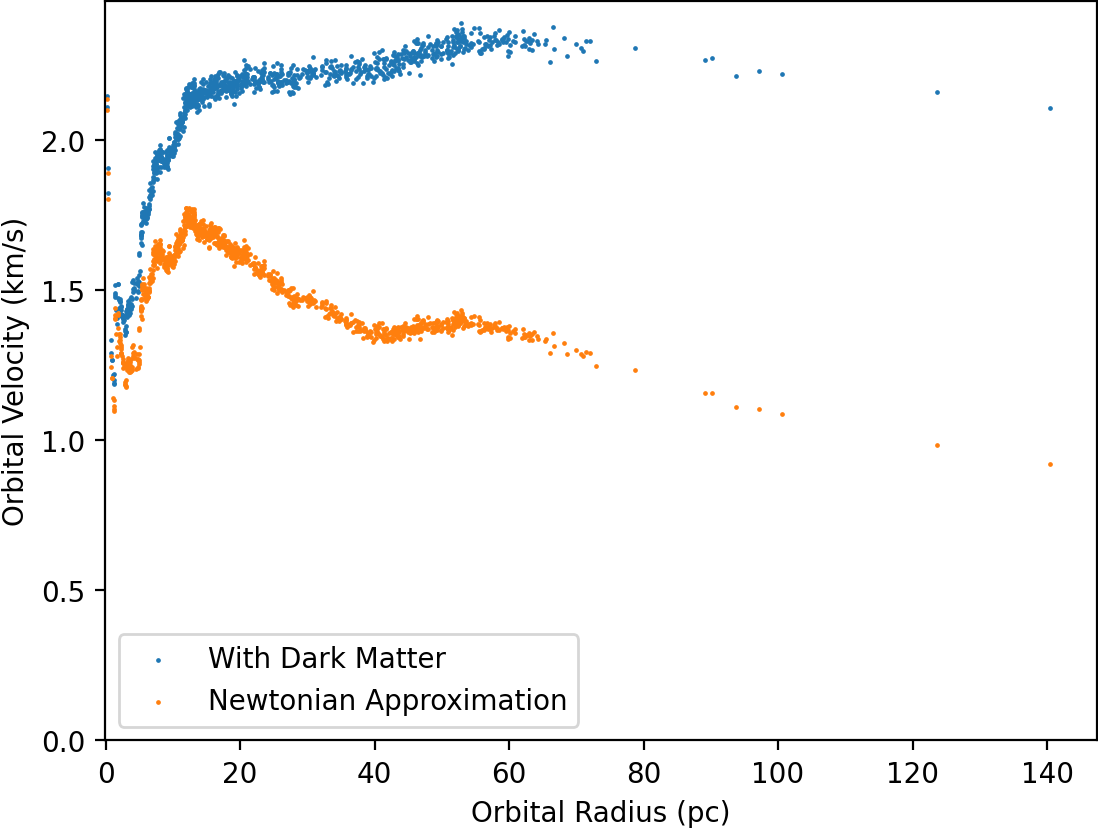 Orbital Velocity (km/s)
2.0
1.5
1.0
0.5
0.0
With Dark Matter
Newtonian Approximation
0 20 40 60 80 100 120 140
Orbital Radius (pc)